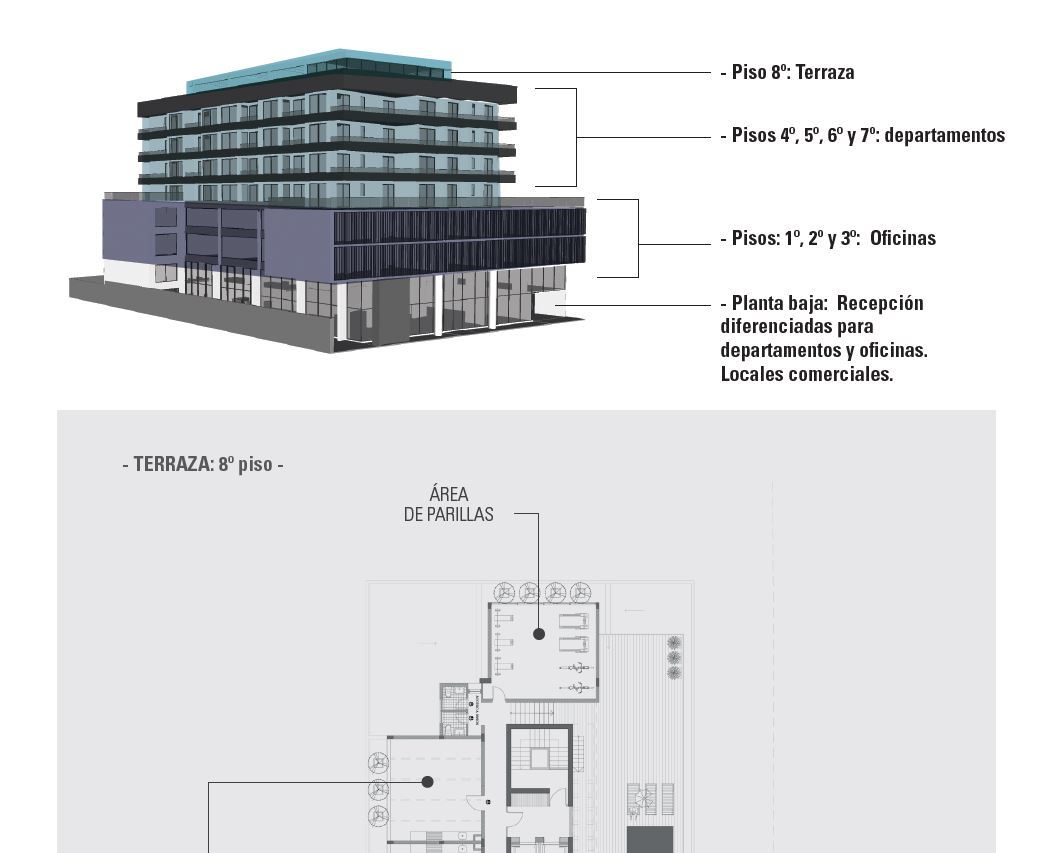 - Piso 8º: Terraza
- Pisos 4º, 5º, 6º y 7º: departamentos
- Pisos: 1º, 2º y 3º:  Oficinas
- Planta baja:  Recepción
diferenciadas para
departamentos y oficinas.
Locales comerciales.
- TERRAZA: 8º piso -
ÁREA
DE PARILLAS